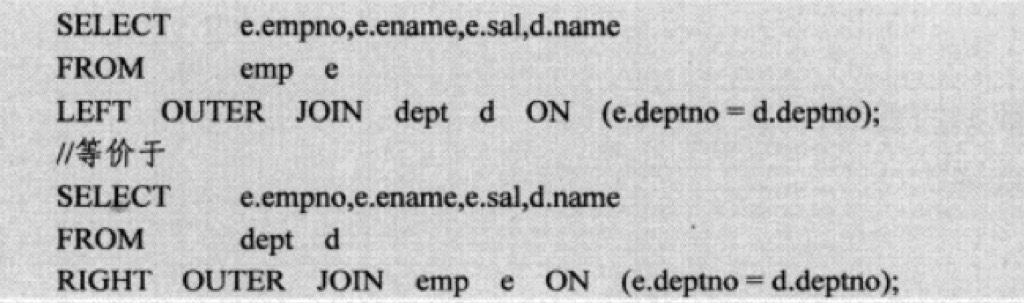 SELECT e.empno,e.ename,e.sal,d.name
FROM emp e
LEFT OUTER JOIN dept d ON (e.deptno = d.deptno);
//等价于
SELECT e.empno,e.ename,e.sal,d.name
FROM dept d
RIGHT OUTER JOIN emp e ON (e.deptno = d.deptno);